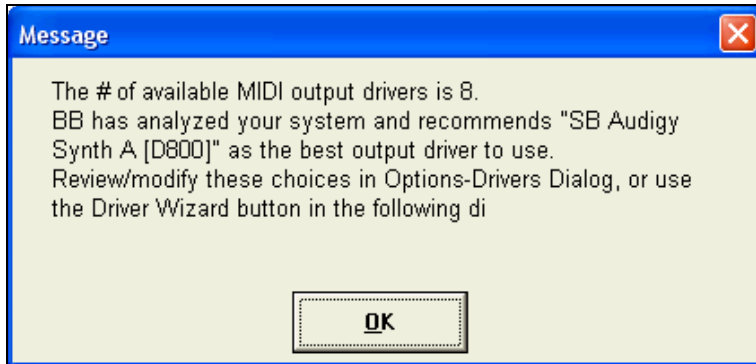 Message
The # of available MIDI output drivers is 8.
BB has analyzed your system and recommends "SB Audigy
Synth A [D800]" as the best output driver to use.
Review/modify these choices in Options-Drivers Dialog, or use
the Driver Wizard button in the following di
OK